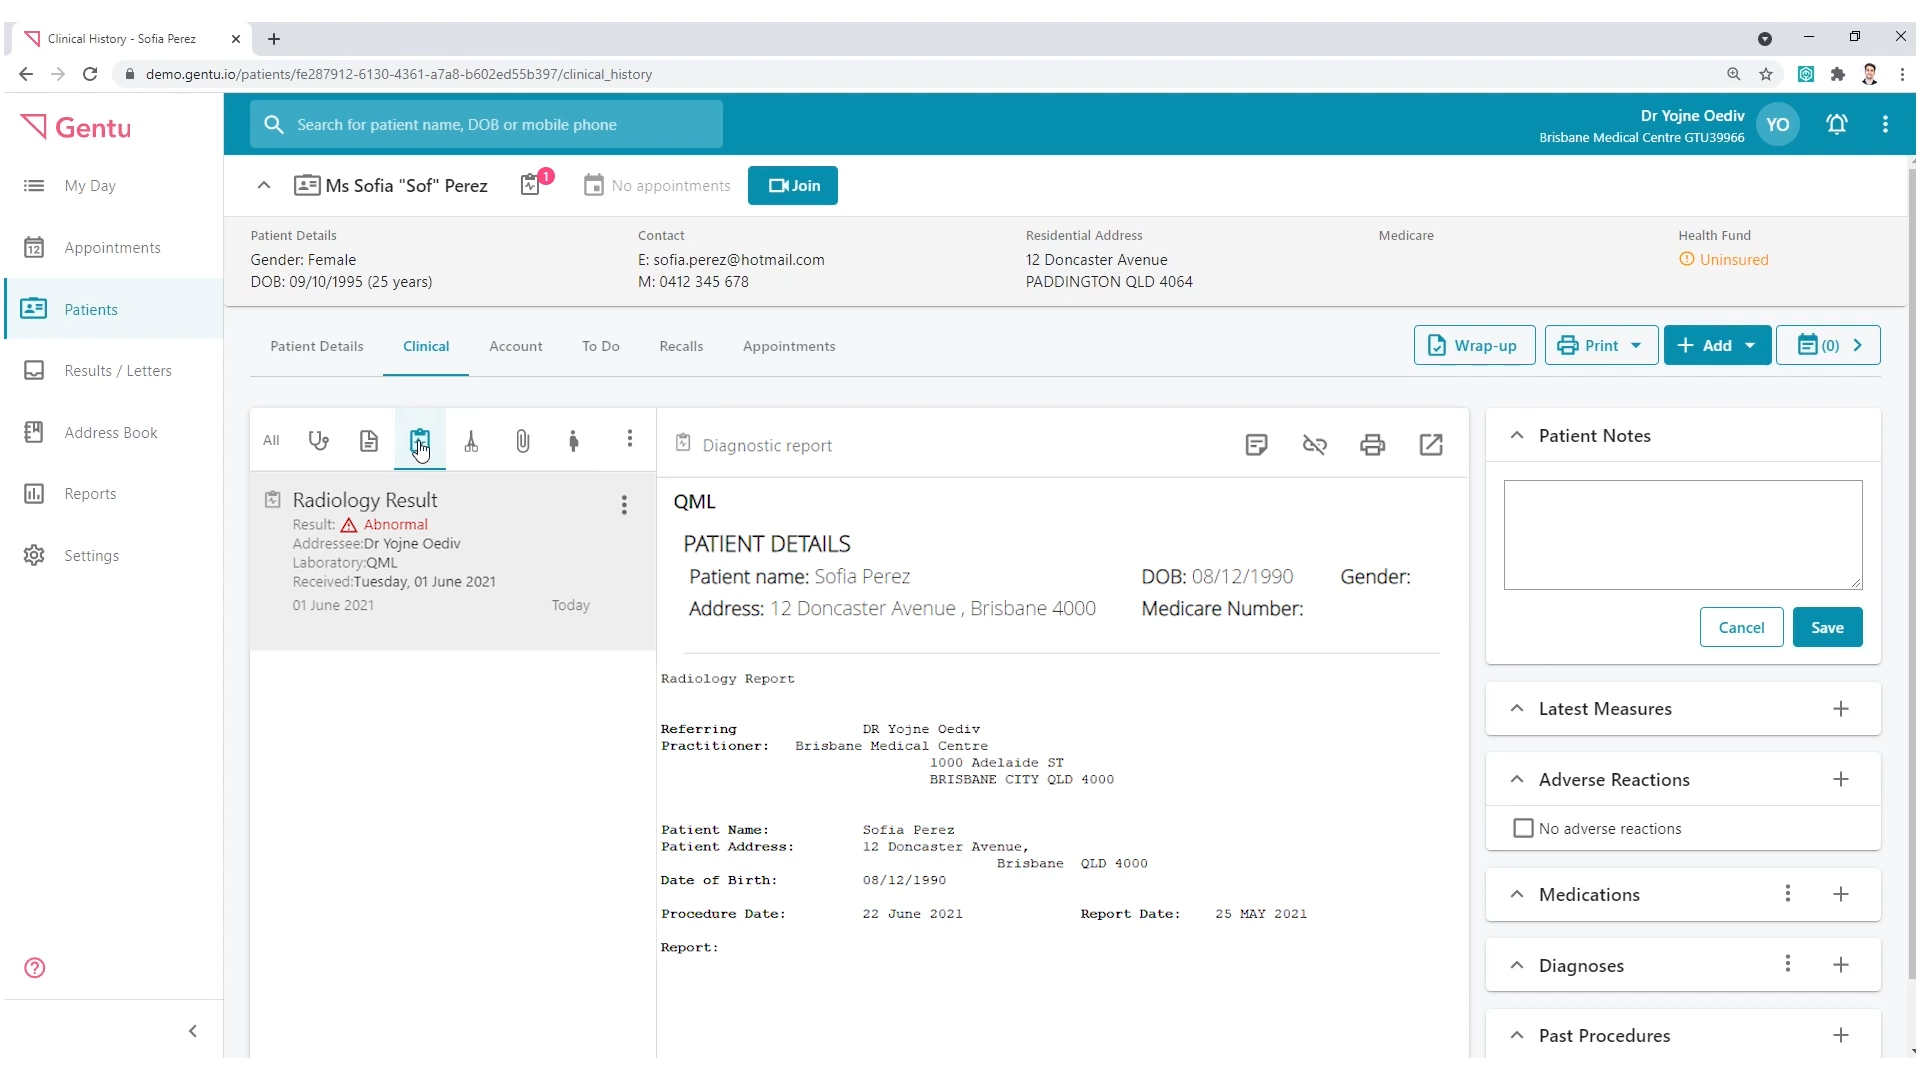 Clinical History - Sofia Perez
demo.gentu.io/patients/fe287912-6130-4361-a7a8-b602ed55b397/clinical_history
Gentu
Search for patient name, DOB or mobile phone
Dr Yojne Oediv
Brisbane Medical Centre GTU39966
YO
My Day
Appointments
12
Patients
Results / Letters
Address Book
Reports
Settings
Ms Sofia "Sof" Perez
1
No appointments
Join
Patient Details
Gender: Female
DOB: 09/10/1995 (25 years)
Contact
E: sofia.perez@hotmail.com
M: 0412 345 678
Residential Address
12 Doncaster Avenue
PADDINGTON QLD 4064
Medicare
Health Fund
Uninsured
Patient Details
Clinical
Account
To Do
Recalls
Appointments
Wrap-up
Print
Add
(0)
All
Radiology Result
Result: Abnormal
Addressee:Dr Yojne Oediv
Laboratory:QML
Received:Tuesday, 01 June 2021
01 June 2021 Today
Diagnostic report
QML
PATIENT DETAILS
Patient name: Sofia Perez DOB: 08/12/1990 Gender:
Address: 12 Doncaster Avenue , Brisbane 4000 Medicare Number:
Radiology Report
Referring DR Yojne Oediv
Practitioner: Brisbane Medical Centre
1000 Adelaide ST
BRISBANE CITY QLD 4000
Patient Name: Sofia Perez
Patient Address: 12 Doncaster Avenue,
Brisbane QLD 4000
Date of Birth: 08/12/1990
Procedure Date: 22 June 2021 Report Date: 25 MAY 2021
Report:
Patient Notes
Cancel
Save
Latest Measures
Adverse Reactions
No adverse reactions
Medications
Diagnoses
Past Procedures